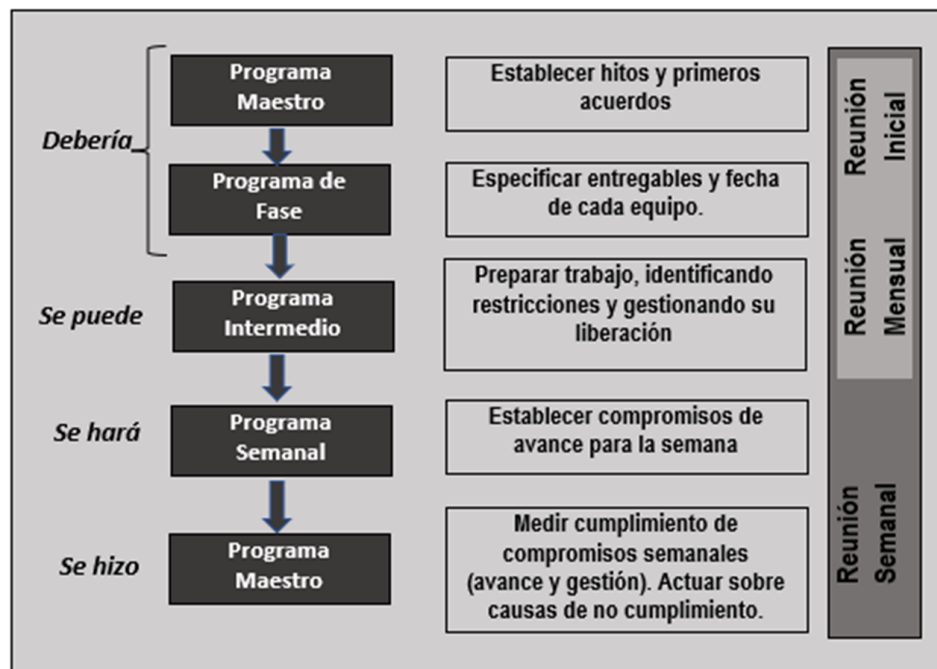 Programa
Maestro
Establecer hitos y primeros
acuerdos
Reunión
Inicial
Debería
Programa de
Fase
Especificar entregables y fecha
de cada equipo.
Se puede
Programa
Intermedio
Preparar trabajo, identificando
restricciones y gestionando su
liberación
Reunión
Mensual
Se hará
Programa
Semanal
Establecer compromisos de
avance para la semana
Se hizo
Programa
Maestro
Medir cumplimiento de
compromisos semanales
(avance y gestión). Actuar sobre
causas de no cumplimiento.
Reunión
Semanal